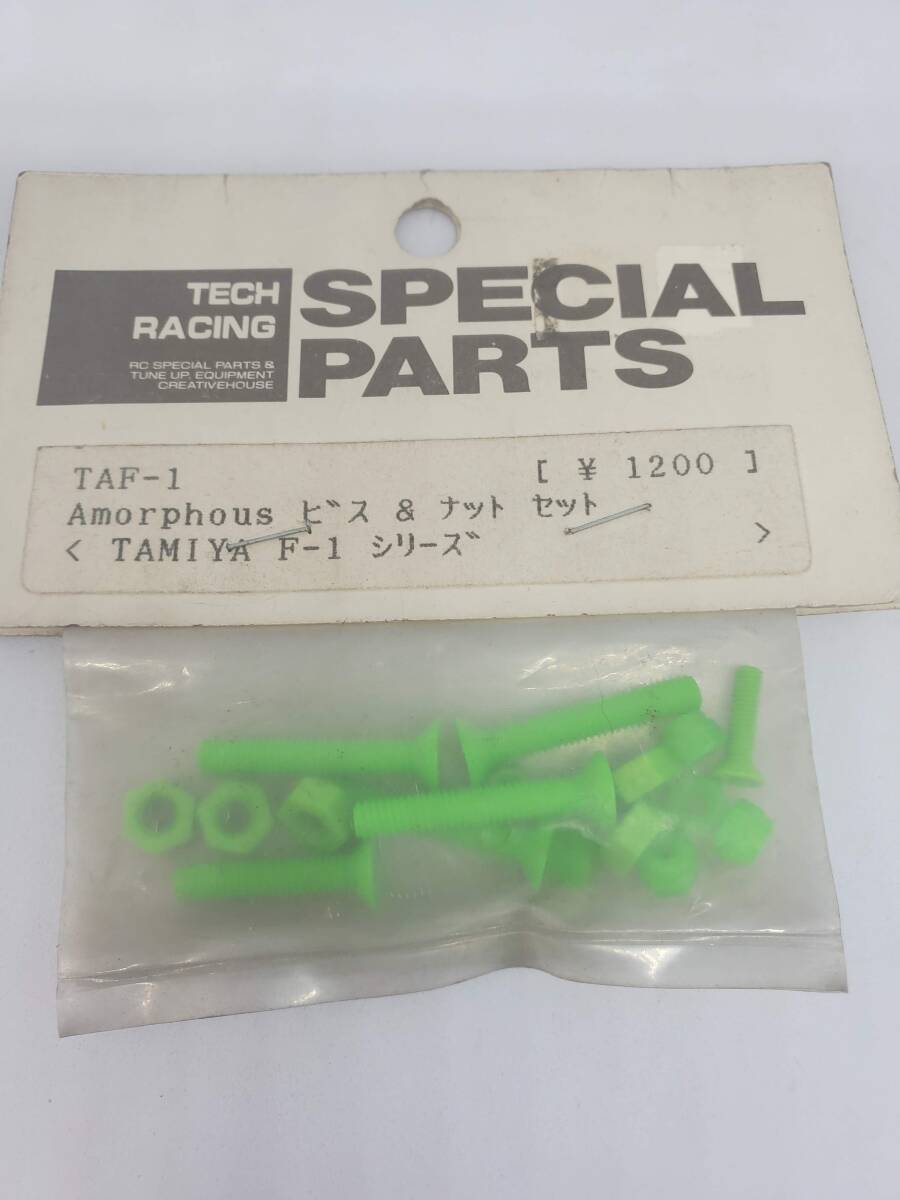 TECH
RACING
RC SPECIAL PARTS &
TUNE UP. EQUIPMENT
CREATIVEHOUSE
SPECIAL
PARTS
TAF-1 [ ¥ 1200 ]
Amorphous ビス & ナット セット
< TAMIYA F-1 シリーズ >